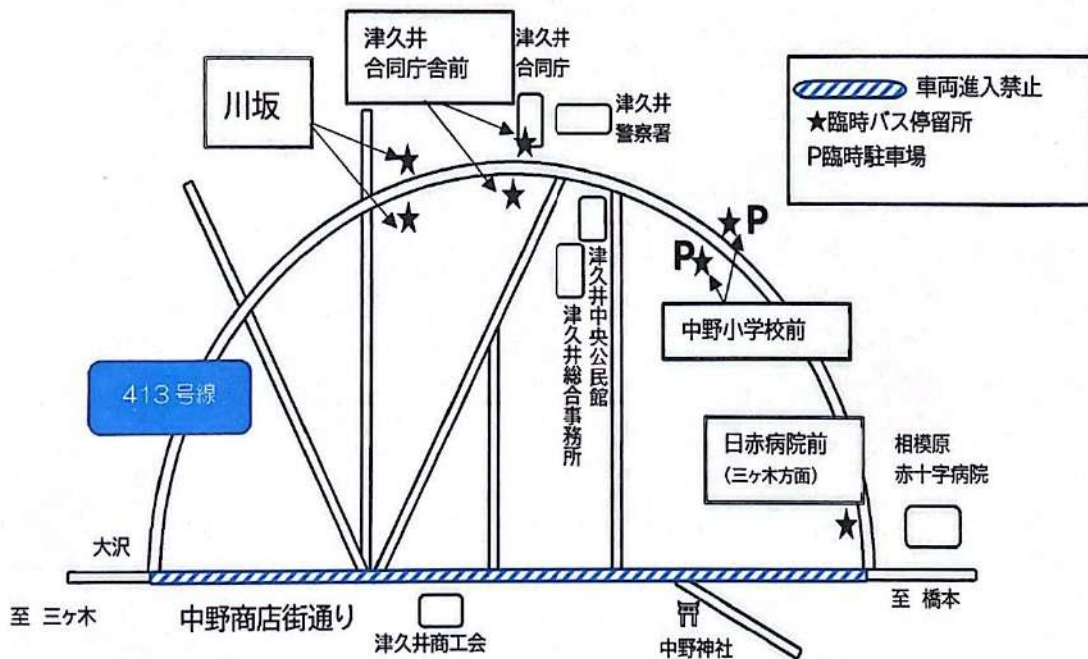 津久井
合同庁舎前
津久井
合同庁
川坂
津久井
警察署
車両進入禁止
★臨時バス停留所
P臨時駐車場
P
P
中野小学校前
津久井中央公民館
津久井総合事務所
413号線
日赤病院前
(三ヶ木方面)
相模原
赤十字病院
大沢
至 三ヶ木
中野商店街通り
津久井商工会
中野神社
至 橋本